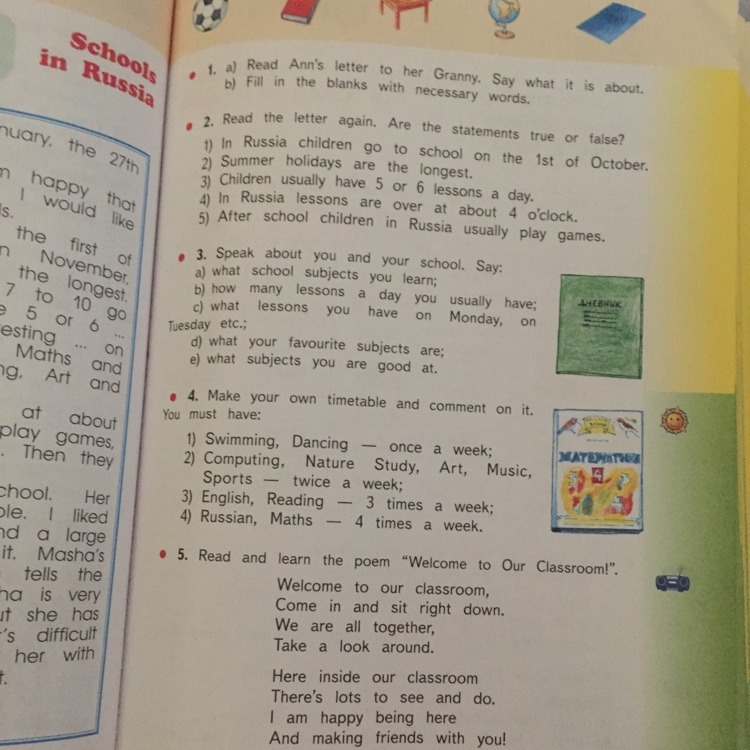 Schools
in Russia
nuary, the 27th
happy that
I would like
the first of
November,
the longest.
7 to 10 go
5 or 6 ...
esting ... on
Maths and
ng, Art and
at about
play games,
. Then they
chool. Her
ole. I liked
nd a large
it. Masha's
tells the
ha is very
ut she has
's difficult
her with
t.
1. a) Read Ann's letter to her Granny. Say what it is about.
b) Fill in the blanks with necessary words.
2. Read the letter again. Are the statements true or false?
1) In Russia children go to school on the 1st of October.
2) Summer holidays are the longest.
3) Children usually have 5 or 6 lessons a day.
4) In Russia lessons are over at about 4 o'clock.
5) After school children in Russia usually play games.
3. Speak about you and your school. Say:
a) what school subjects you learn;
b) how many lessons a day you usually have;
c) what lessons you have on Monday, on
Tuesday etc.;
d) what your favourite subjects are;
e) what subjects you are good at.
ДНЕВНИК
4. Make your own timetable and comment on it.
You must have:
1) Swimming, Dancing — once a week;
2) Computing, Nature Study, Art, Music,
Sports — twice a week;
3) English, Reading — 3 times a week;
4) Russian, Maths — 4 times a week.
МАТЕМАТИКА
4
5. Read and learn the poem "Welcome to Our Classroom!".
Welcome to our classroom,
Come in and sit right down.
We are all together,
Take a look around.
Here inside our classroom
There's lots to see and do.
I am happy being here
And making friends with you!